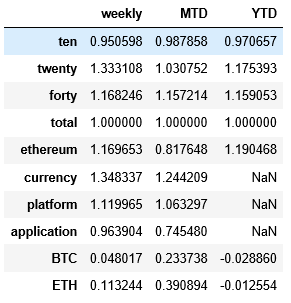 weekly MTD YTD
ten 0.950598 0.987858 0.970657
twenty 1.333108 1.030752 1.175393
forty 1.168246 1.157214 1.159053
total 1.000000 1.000000 1.000000
ethereum 1.169653 0.817648 1.190468
currency 1.348337 1.244209 NaN
platform 1.119965 1.063297 NaN
application 0.963904 0.745480 NaN
BTC 0.048017 0.233738 -0.028860
ETH 0.113244 0.390894 -0.012554